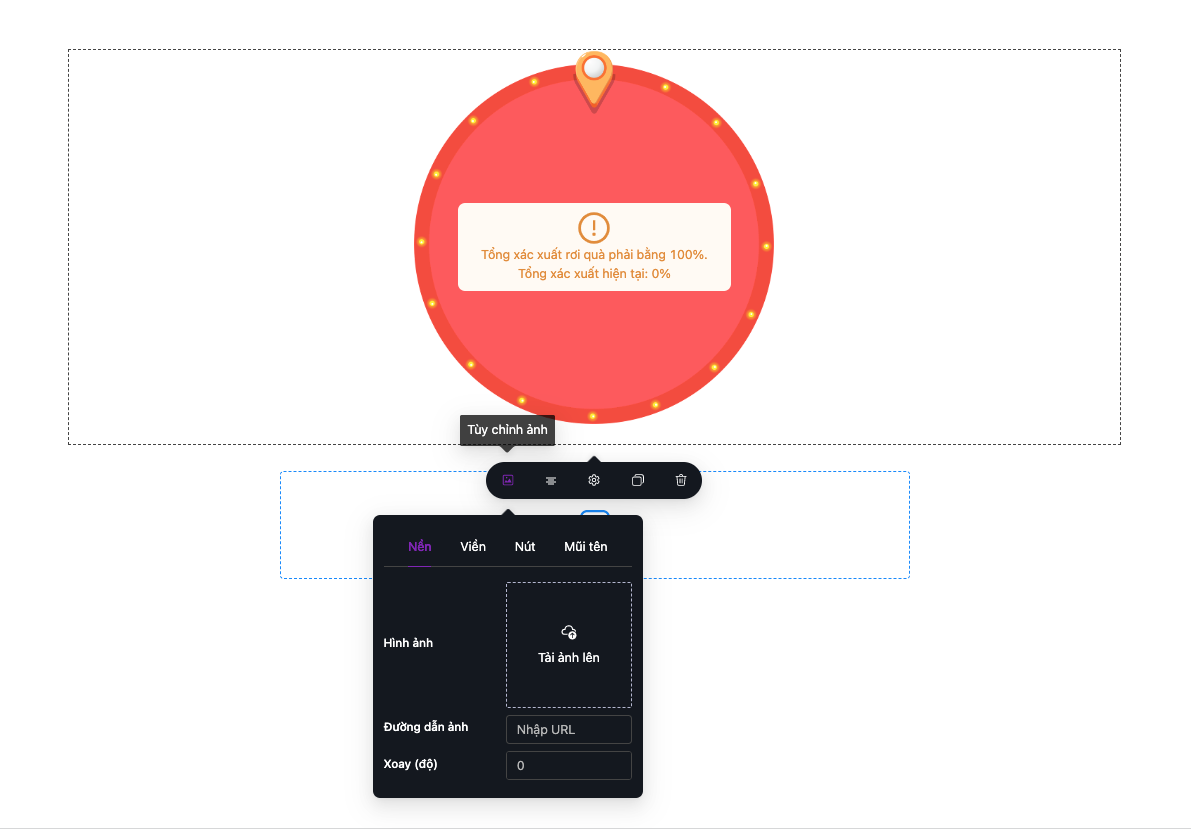 Tổng xác xuất rơi quà phải bằng 100%.
Tổng xác xuất hiện tại: 0%
Tùy chỉnh ảnh
Nền Viền Nút Mũi tên
Hình ảnh
Tải ảnh lên
Đường dẫn ảnh Nhập URL
Xoay (độ) 0